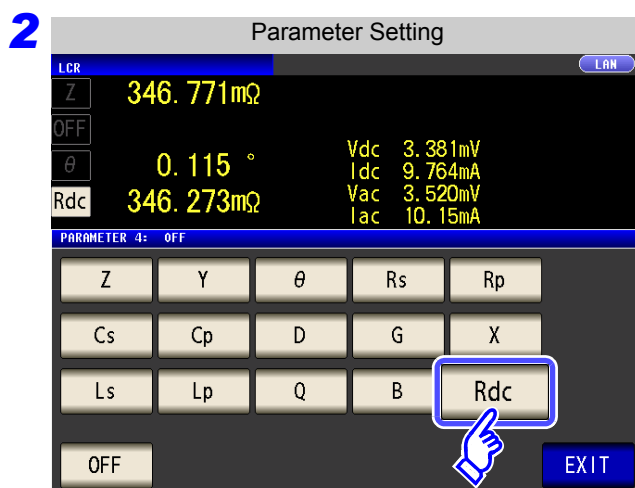 2 Parameter Setting
LCR LAN
Z 346.771mΩ
OFF
θ 0.115 °
Rdc 346.273mΩ
Vdc 3.381mV
Idc 9.764mA
Vac 3.520mV
Iac 10.15mA
PARAMETER 4: OFF
Z Y θ Rs Rp
Cs Cp D G X
Ls Lp Q B Rdc
OFF EXIT